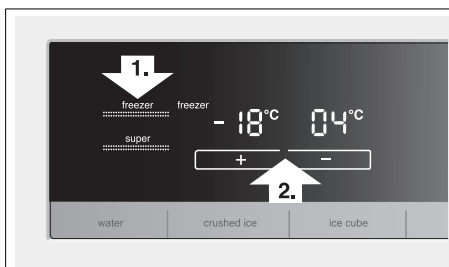 1.
freezer freezer
-18°C 04°C
super
+ -
2.
water crushed ice ice cube